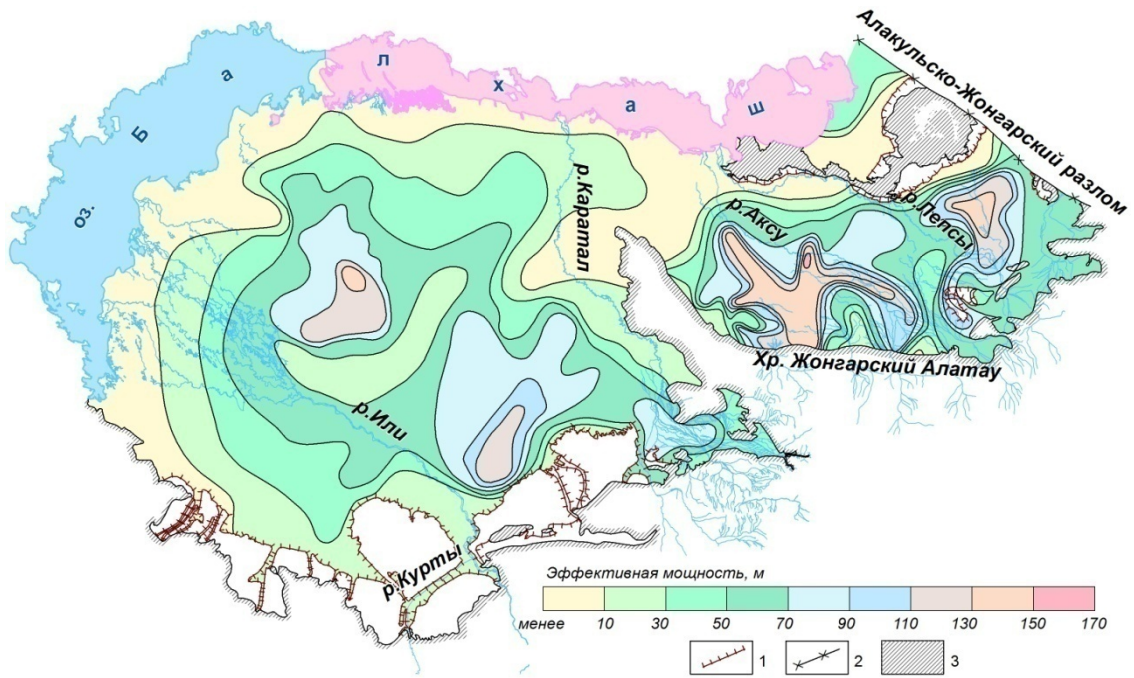 оз. Б а л х а ш
Алакульско-Жонгарский разлом
р.Каратал
р.Аксу
р.Лепсы
Хр. Жонгарский Алатау
р.Или
р.Курты
Эффективная мощность, м
менее 10 30 50 70 90 110 130 150 170
1 2 3